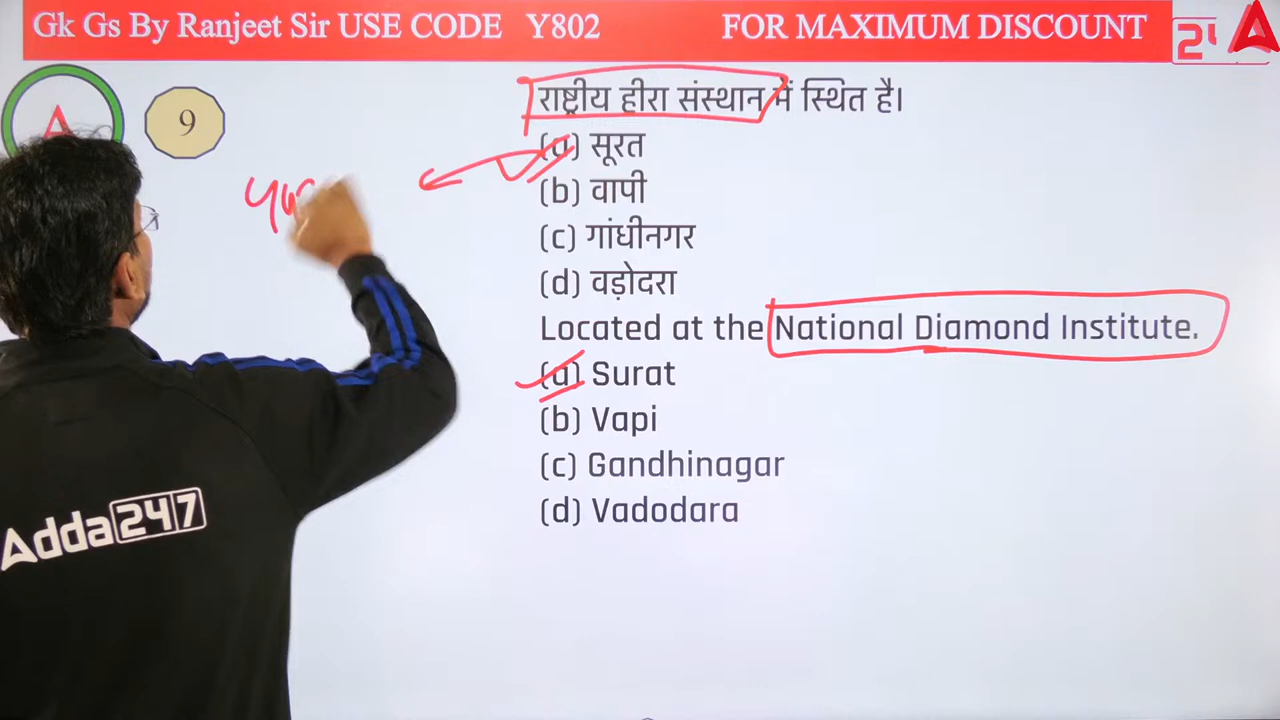 Gk Gs By Ranjeet Sir USE CODE Y802 FOR MAXIMUM DISCOUNT
9
राष्ट्रीय हीरा संस्थान में स्थित है।
(a) सूरत
(b) वापी
(c) गांधीनगर
(d) वड़ोदरा
Located at the National Diamond Institute.
(a) Surat
(b) Vapi
(c) Gandhinagar
(d) Vadodara
Adda247